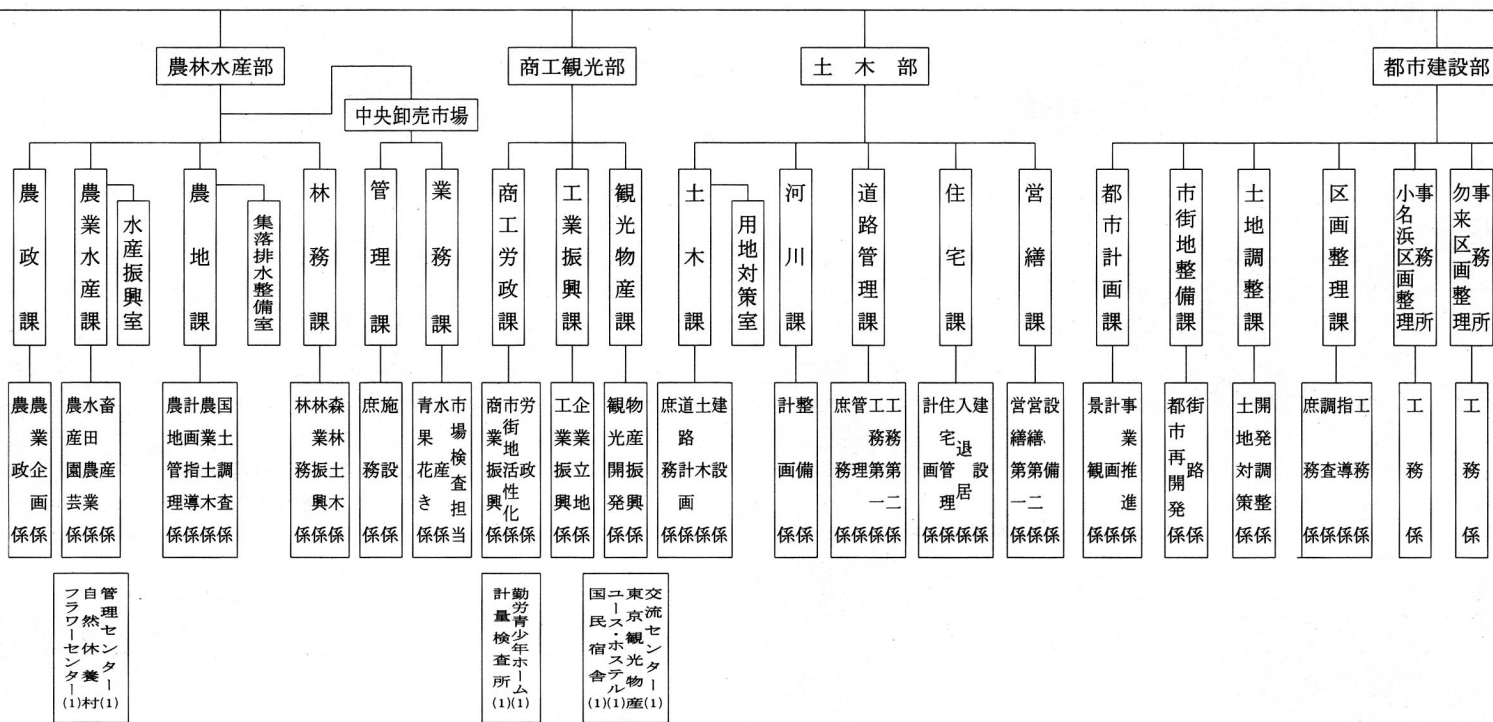 農林水産部
商工観光部
土木部
都市建設部
中央卸売市場
農政課
農業水産課
水産振興室
農地課
集落排水整備室
林務課
管理課
業務課
商工労政課
工業振興課
観光物産課
土木課
用地対策室
河川課
道路管理課
住宅課
営繕課
都市計画課
市街地整備課
土地調整課
区画整理課
小名浜区画整理
事務所
勿来区画整理
事務所
農政係
農業企画係
農産園芸係
水田農業係
畜産係
農地管理係
計画指導係
農業土木係
国土調査係
林務係
林業振興係
森林土木係
庶務係
施設係
青果花き係
水産係
市場検査担当
商業振興係
市街地活性化係
労政係
工業振興係
企業立地係
観光開発係
物産振興係
庶務係
道路計画係
土木係
建設係
計画係
整備係
庶務係
管理係
工務第一係
工務第二係
計画係
住宅管理係
入退居係
建設係
営繕第一係
営繕第二係
設備係
景観係
計画係
事業推進係
都市再開発係
街路係
土地対策係
開発調整係
庶務係
調査係
指導係
工務係
工務係
工務係
フラワーセンター(1)
自然休養村
管理センター(1)
計量検査所(1)
勤労青少年ホーム(1)
国民宿舎(1)
ユース・ホステル(1)
東京観光物産
交流センター(1)